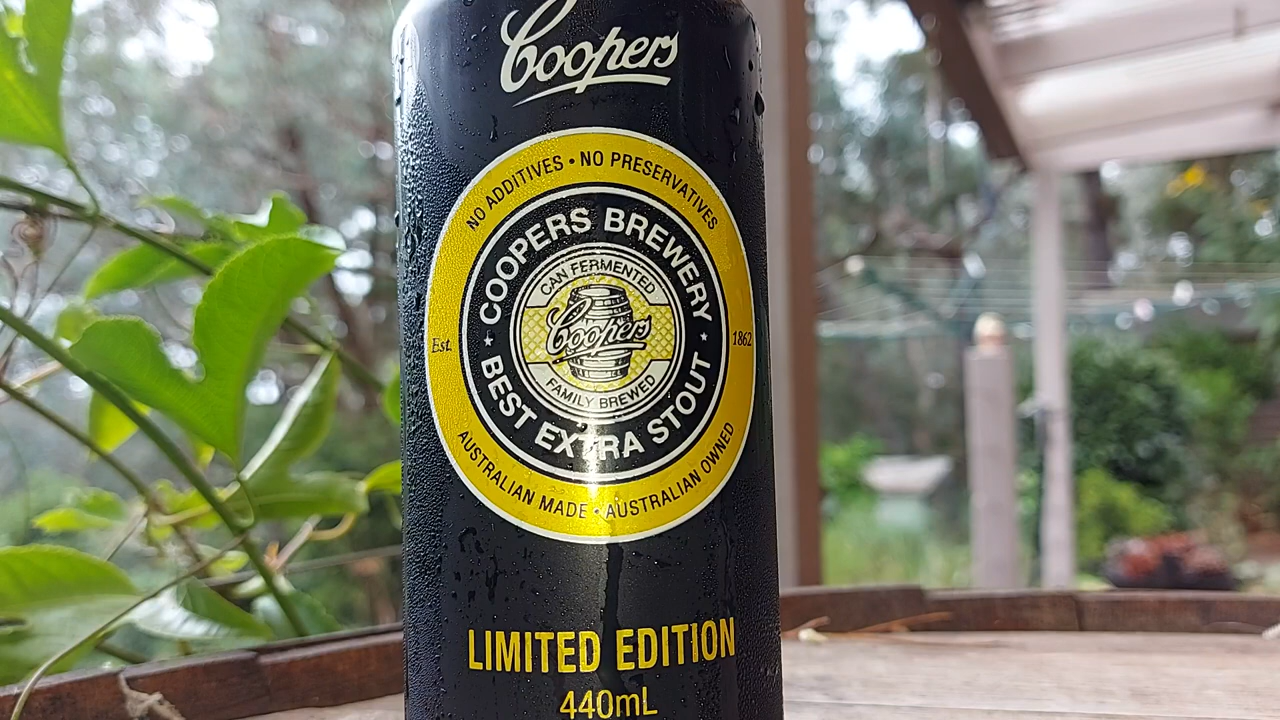 Coopers
NO ADDITIVES • NO PRESERVATIVES
COOPERS BREWERY
CAN FERMENTED
Coopers
FAMILY BREWED
Est. 1862
★ BEST EXTRA STOUT ★
AUSTRALIAN MADE • AUSTRALIAN OWNED
LIMITED EDITION
440mL